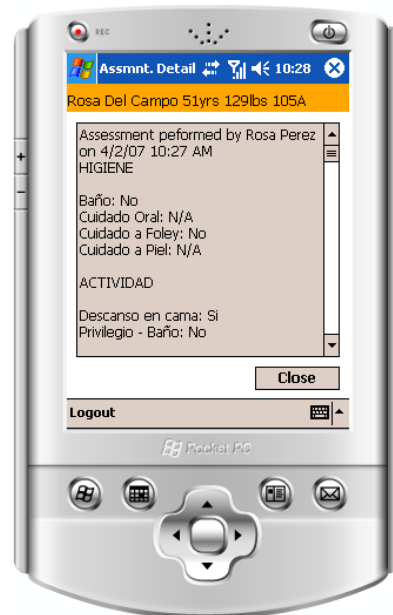 REC
Assmnt. Detail 10:28
Rosa Del Campo 51yrs 129lbs 105A
Assessment peformed by Rosa Perez
on 4/2/07 10:27 AM
HIGIENE
Baño: No
Cuidado Oral: N/A
Cuidado a Foley: No
Cuidado a Piel: N/A
ACTIVIDAD
Descanso en cama: Si
Privilegio - Baño: No
Close
Logout
Pocket PC